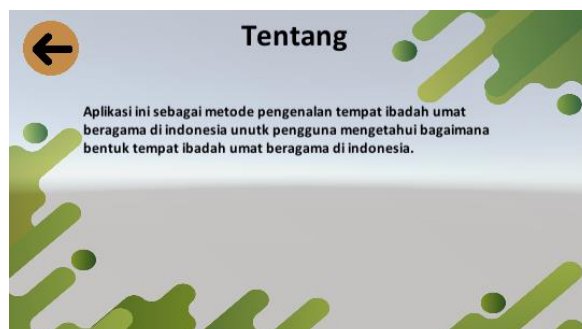 Tentang
Aplikasi ini sebagai metode pengenalan tempat ibadah umat
beragama di indonesia unutk pengguna mengetahui bagaimana
bentuk tempat ibadah umat beragama di indonesia.